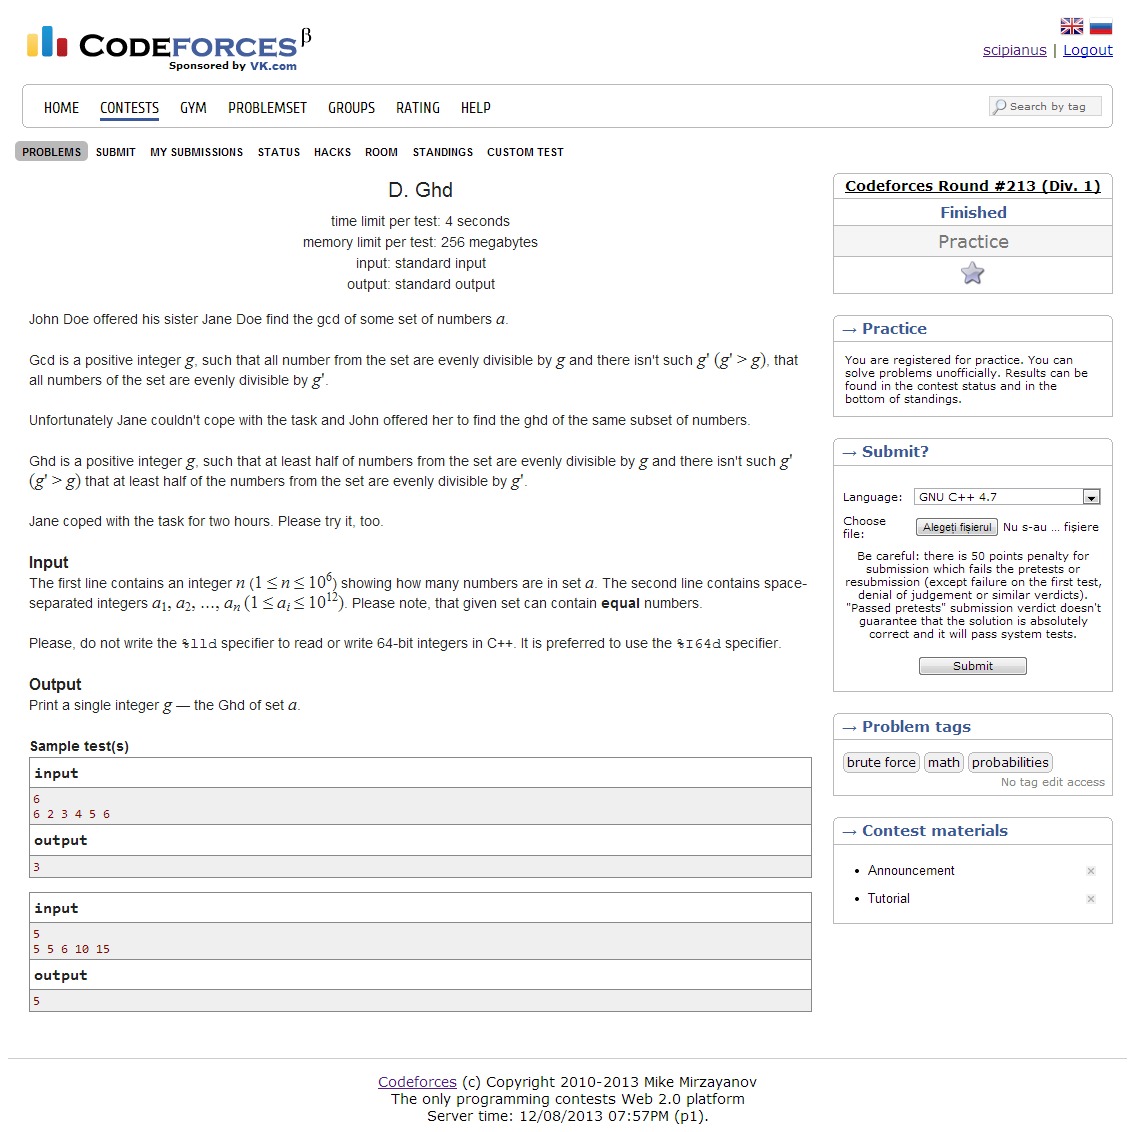 CODEFORCES β
Sponsored by VK.com
scipianus | Logout
HOME CONTESTS GYM PROBLEMSET GROUPS RATING HELP
Search by tag
PROBLEMS SUBMIT MY SUBMISSIONS STATUS HACKS ROOM STANDINGS CUSTOM TEST
D. Ghd
time limit per test: 4 seconds
memory limit per test: 256 megabytes
input: standard input
output: standard output
John Doe offered his sister Jane Doe find the gcd of some set of numbers a.
Gcd is a positive integer g, such that all number from the set are evenly divisible by g and there isn't such g' (g' > g), that
all numbers of the set are evenly divisible by g'.
Unfortunately Jane couldn't cope with the task and John offered her to find the ghd of the same subset of numbers.
Ghd is a positive integer g, such that at least half of numbers from the set are evenly divisible by g and there isn't such g'
(g' > g) that at least half of the numbers from the set are evenly divisible by g'.
Jane coped with the task for two hours. Please try it, too.
Input
The first line contains an integer n (1 ≤ n ≤ 10⁶) showing how many numbers are in set a. The second line contains space-
separated integers a₁, a₂, ..., aₙ (1 ≤ aᵢ ≤ 10¹²). Please note, that given set can contain equal numbers.
Please, do not write the %lld specifier to read or write 64-bit integers in С++. It is preferred to use the %I64d specifier.
Output
Print a single integer g — the Ghd of set a.
Sample test(s)
input
6
6 2 3 4 5 6
output
3
input
5
5 5 6 10 15
output
5
Codeforces Round #213 (Div. 1)
Finished
Practice
→ Practice
You are registered for practice. You can
solve problems unofficially. Results can be
found in the contest status and in the
bottom of standings.
→ Submit?
Language: GNU C++ 4.7
Choose
file: Alegeți fișierul Nu s-au ... fișiere
Be careful: there is 50 points penalty for
submission which fails the pretests or
resubmission (except failure on the first test,
denial of judgement or similar verdicts).
"Passed pretests" submission verdict doesn't
guarantee that the solution is absolutely
correct and it will pass system tests.
Submit
→ Problem tags
brute force math probabilities
No tag edit access
→ Contest materials
• Announcement
• Tutorial
Codeforces (c) Copyright 2010-2013 Mike Mirzayanov
The only programming contests Web 2.0 platform
Server time: 12/08/2013 07:57PM (p1).